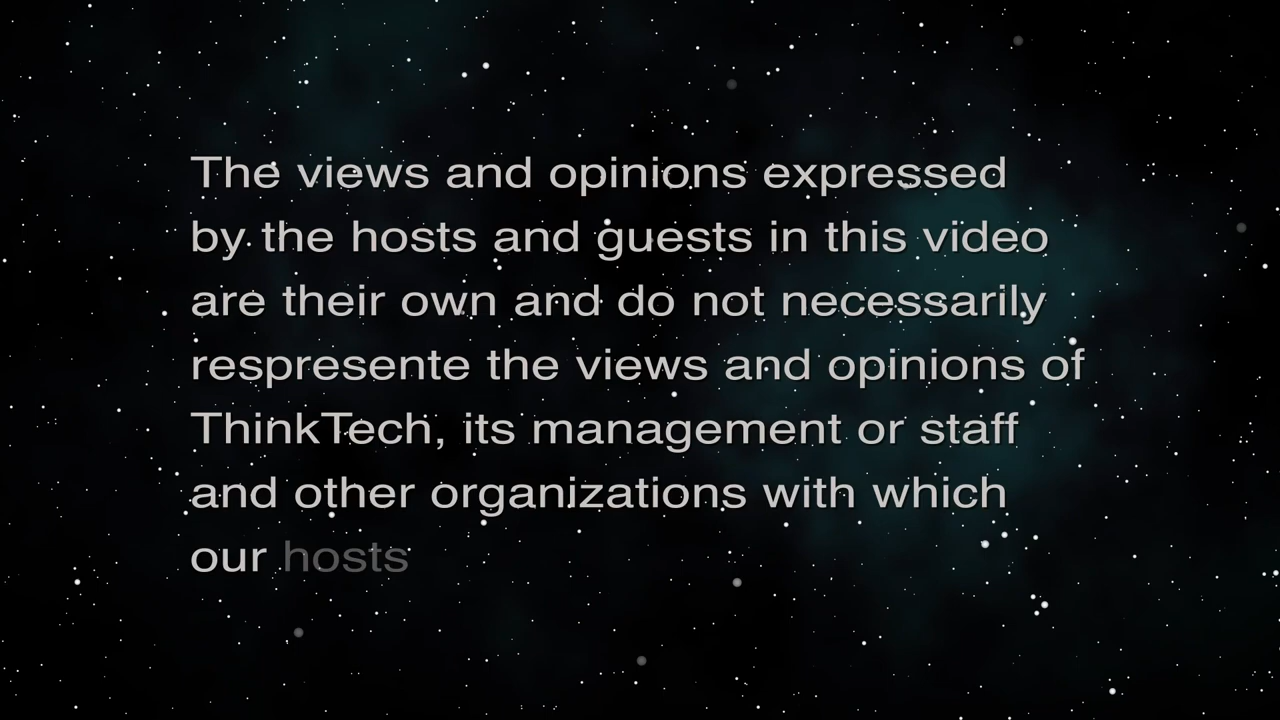 The views and opinions expressed
by the hosts and guests in this video
are their own and do not necessarily
respresente the views and opinions of
ThinkTech, its management or staff
and other organizations with which
our hosts